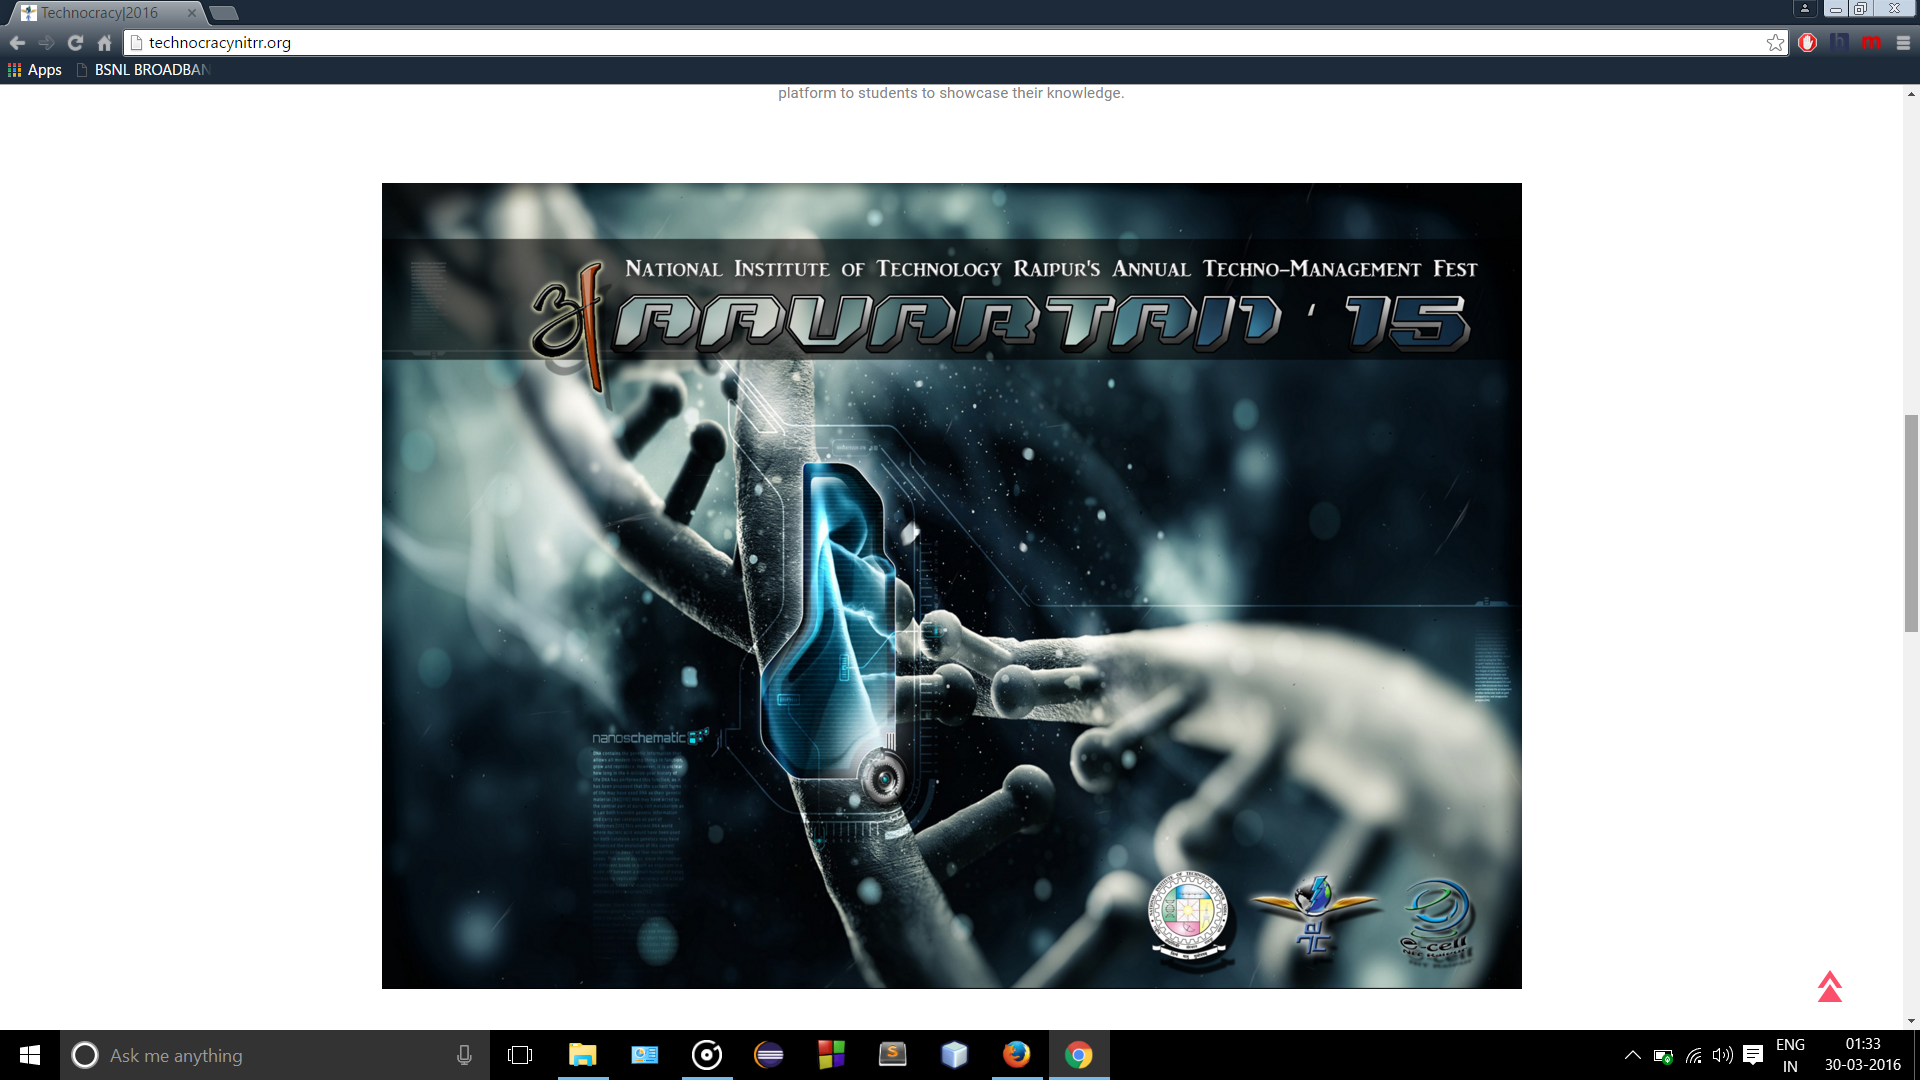 Technocracy|2016
technocracynitrr.org
Apps
BSNL BROADBAN
platform to students to showcase their knowledge.
National Institute of Technology Raipur's Annual Techno-Management Fest
AAVARTAN '15
nanoschematic
e-cell
Ask me anything
ENG
IN
01:33
30-03-2016